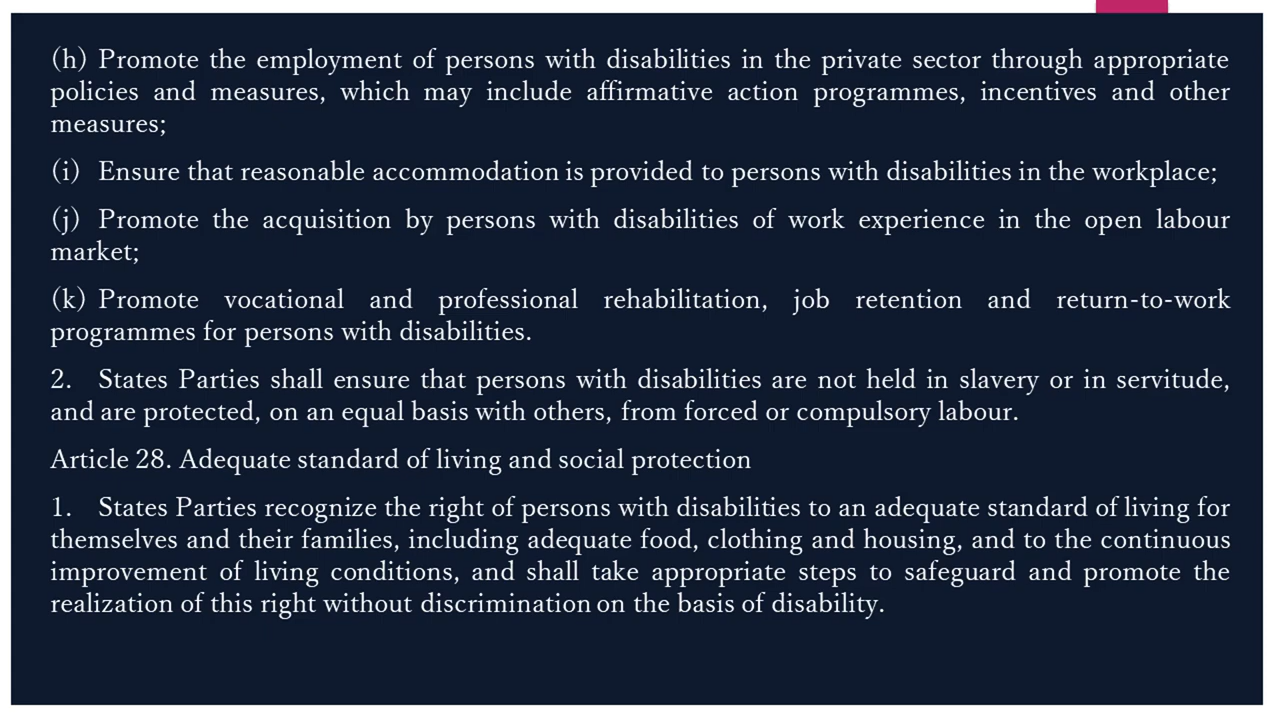 (h) Promote the employment of persons with disabilities in the private sector through appropriate
policies and measures, which may include affirmative action programmes, incentives and other
measures;
(i) Ensure that reasonable accommodation is provided to persons with disabilities in the workplace;
(j) Promote the acquisition by persons with disabilities of work experience in the open labour
market;
(k) Promote vocational and professional rehabilitation, job retention and return-to-work
programmes for persons with disabilities.
2. States Parties shall ensure that persons with disabilities are not held in slavery or in servitude,
and are protected, on an equal basis with others, from forced or compulsory labour.
Article 28. Adequate standard of living and social protection
1. States Parties recognize the right of persons with disabilities to an adequate standard of living for
themselves and their families, including adequate food, clothing and housing, and to the continuous
improvement of living conditions, and shall take appropriate steps to safeguard and promote the
realization of this right without discrimination on the basis of disability.